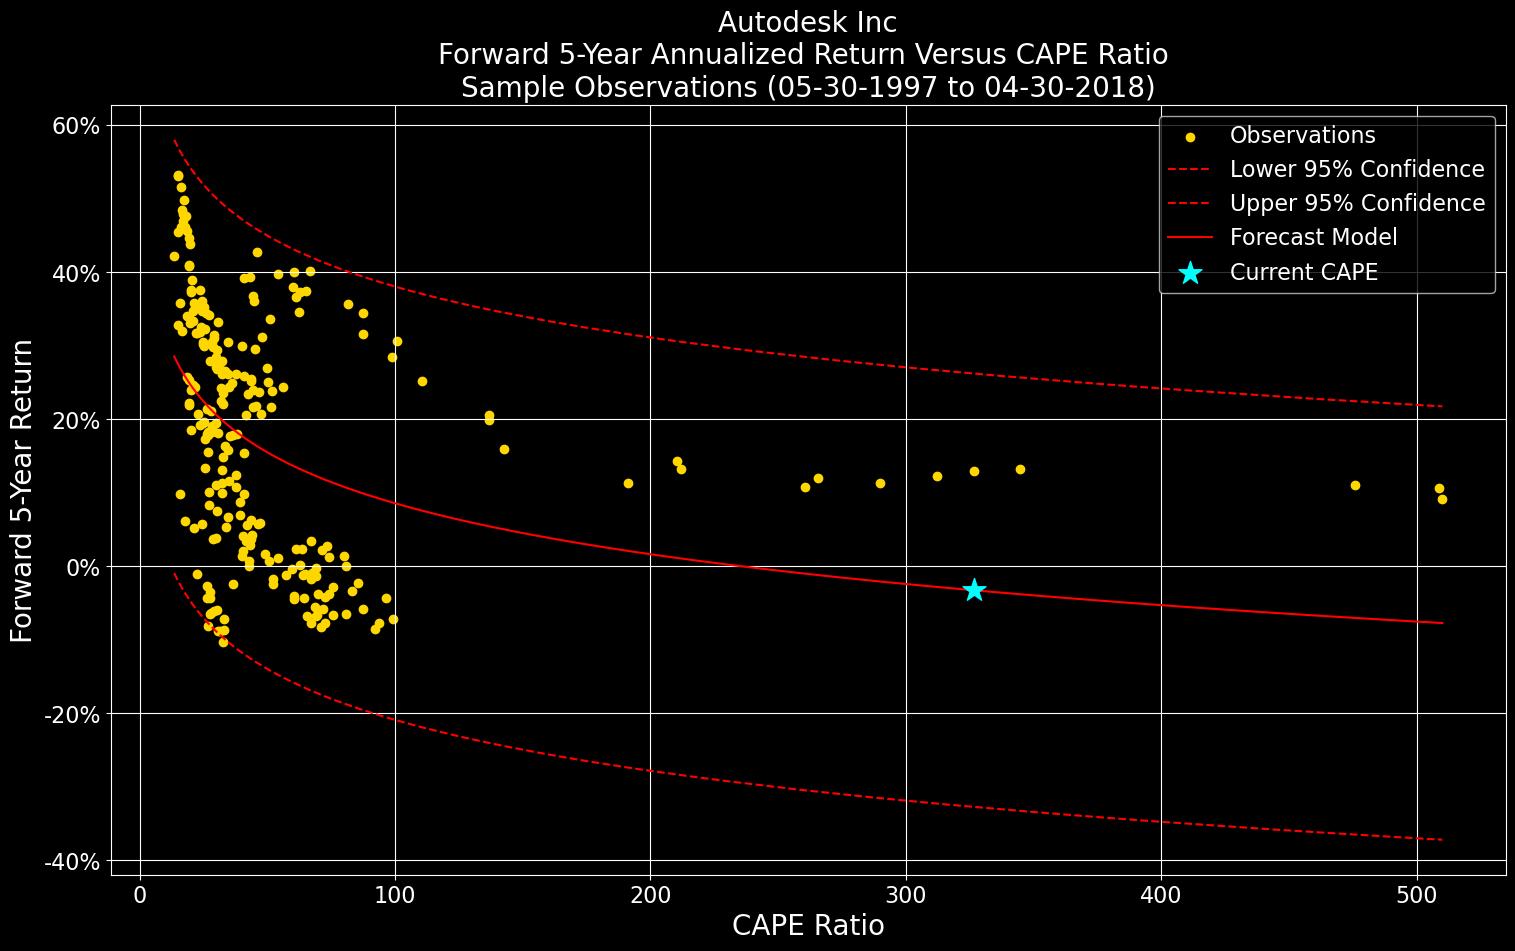 Autodesk Inc
Forward 5-Year Annualized Return Versus CAPE Ratio
Sample Observations (05-30-1997 to 04-30-2018)
Observations
Lower 95% Confidence
Upper 95% Confidence
Forecast Model
Current CAPE
Forward 5-Year Return
60%
40%
20%
0%
-20%
-40%
0 100 200 300 400 500
CAPE Ratio